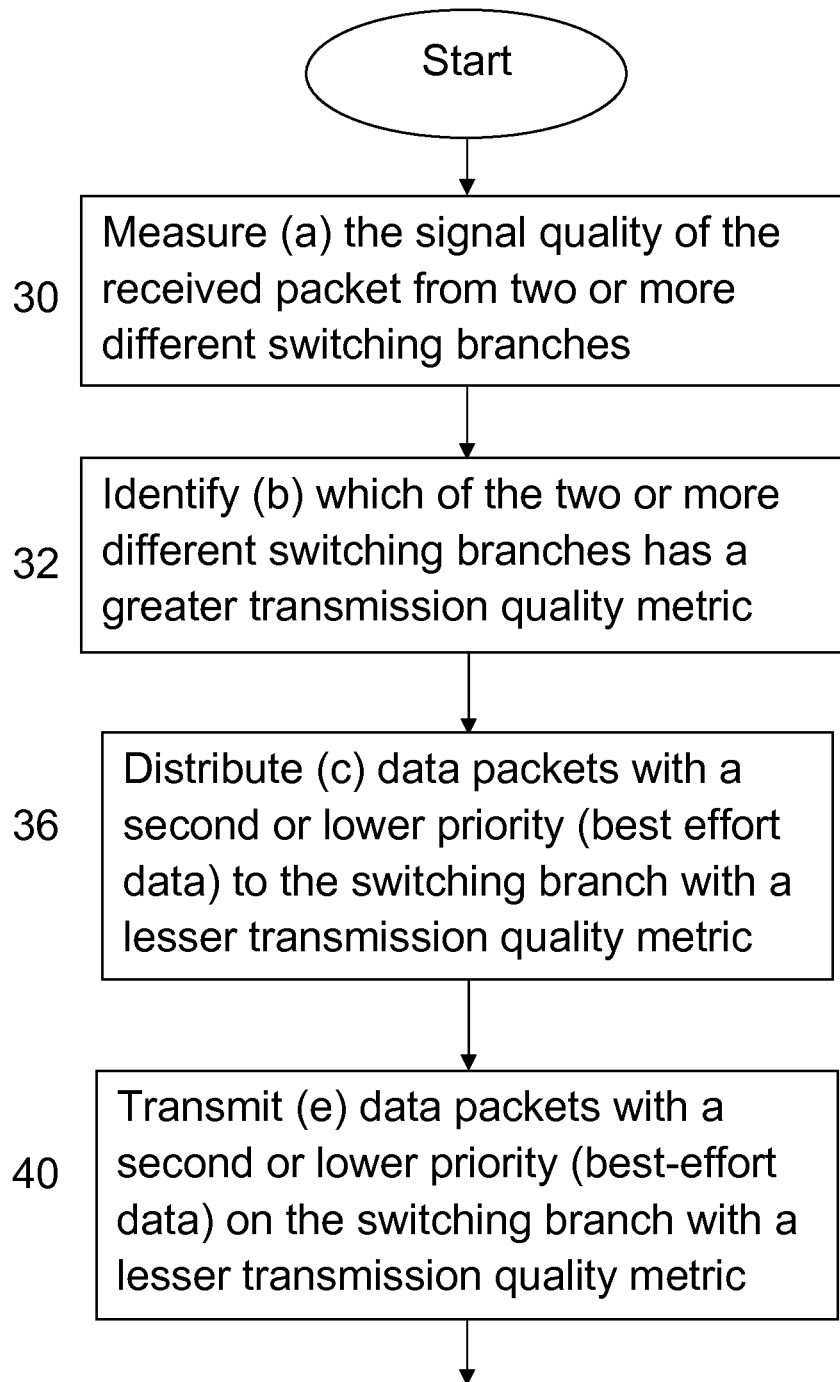 Start
Measure (a) the signal quality of the
30
received packet from two or more
different switching branches
Identify (b) which of the two or more
32
different switching branches has a
greater transmission quality metric
Distribute (c) data packets with a
36
second or lower priority (best effort
data) to the switching branch with a
lesser transmission quality metric
Transmit (e) data packets with a
40
second or lower priority (best-effort
data) on the switching branch with a
lesser transmission quality metric